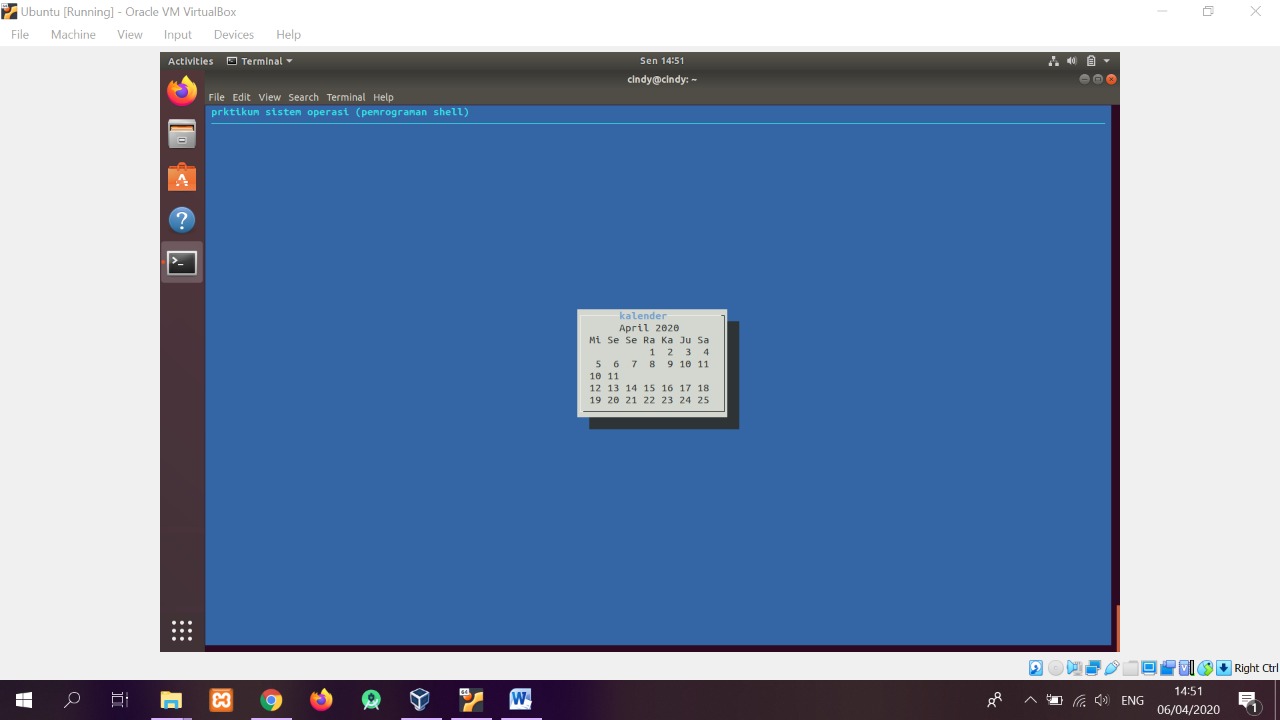 Ubuntu [Running] - Oracle VM VirtualBox
File Machine View Input Devices Help
Activities Terminal Sen 14:51
cindy@cindy: ~
File Edit View Search Terminal Help
prktikum sistem operasi (pemrograman shell)
kalender
April 2020
Mi Se Se Ra Ka Ju Sa
1 2 3 4
5 6 7 8 9 10 11
10 11
12 13 14 15 16 17 18
19 20 21 22 23 24 25
Right Ctrl
ENG
14:51
06/04/2020
1